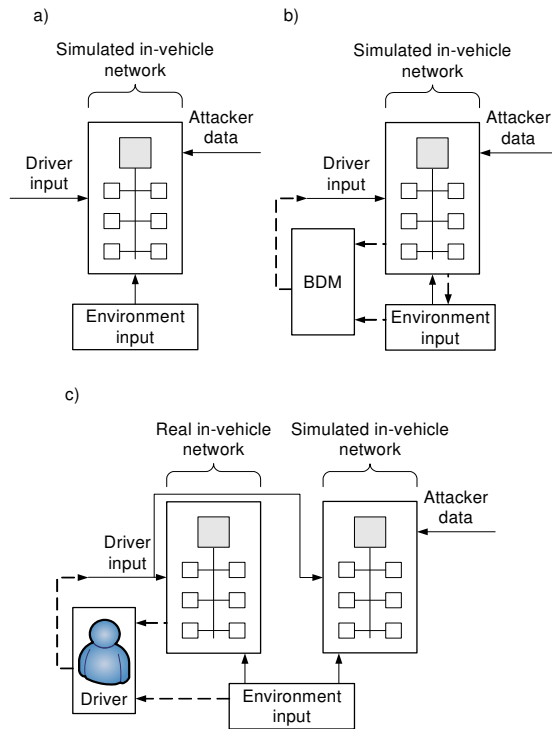 a)
Simulated in-vehicle
network
Attacker
data
Driver
input
Environment
input
b)
Simulated in-vehicle
network
Attacker
data
Driver
input
BDM
Environment
input
c)
Real in-vehicle
network
Simulated in-vehicle
network
Attacker
data
Driver
input
Driver
Environment
input